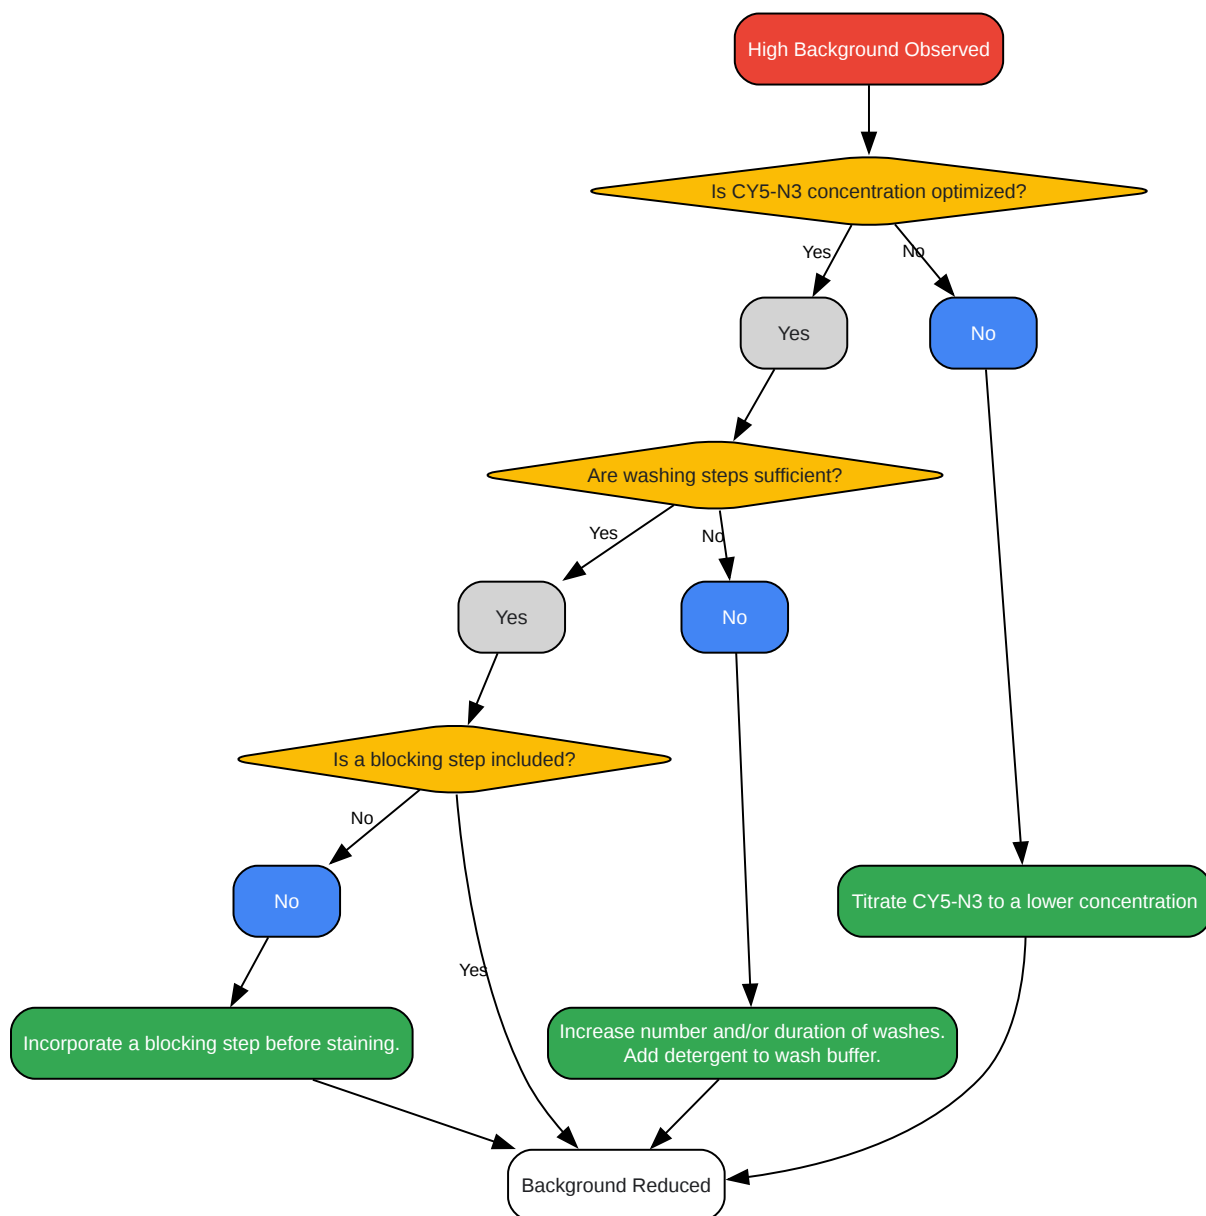 High Background Observed
Is CY5-N3 concentration optimized?
Yes
No
Yes
No
Are washing steps sufficient?
Yes
No
Yes
No
Is a blocking step included?
No
No
Titrate CY5-N3 to a lower concentration
Yes
Incorporate a blocking step before staining.
Increase number and/or duration of washes.
Add detergent to wash buffer.
Background Reduced